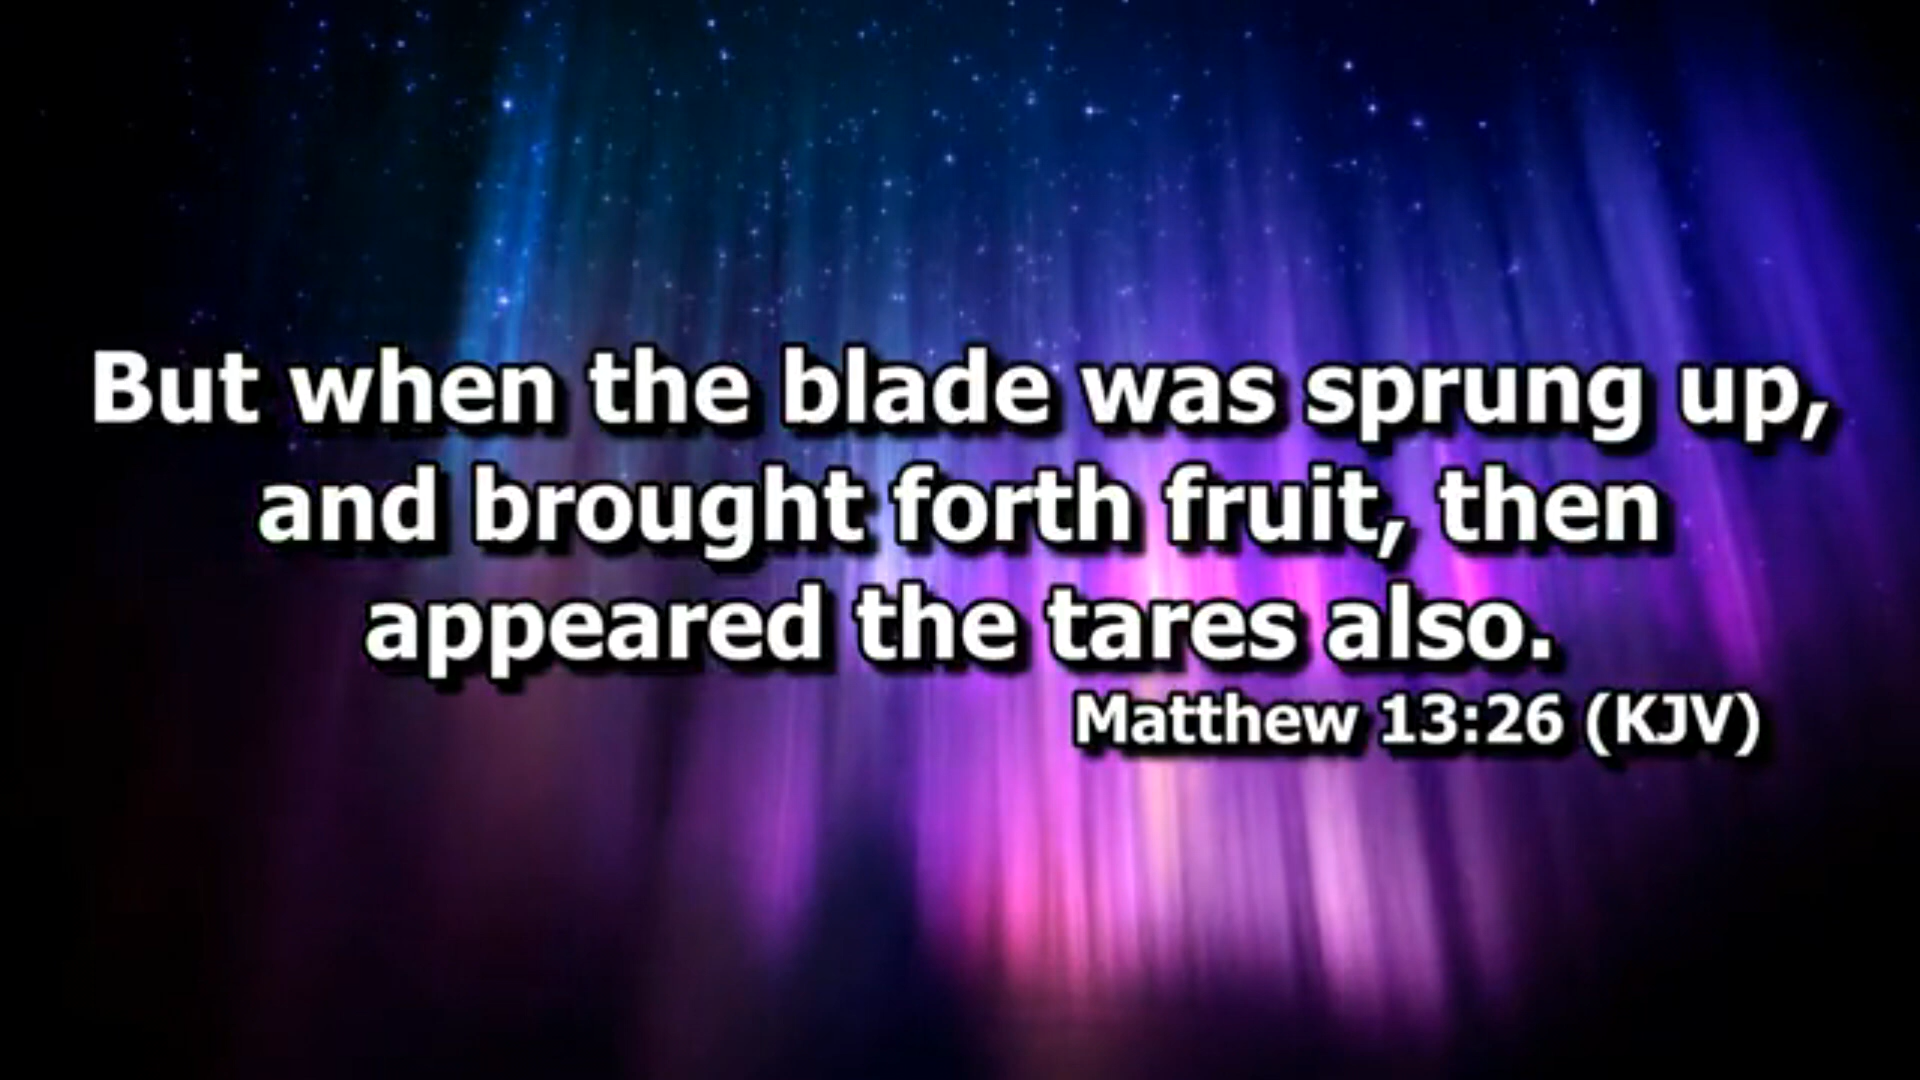 But when the blade was sprung up,
and brought forth fruit, then
appeared the tares also.
Matthew 13:26 (KJV)